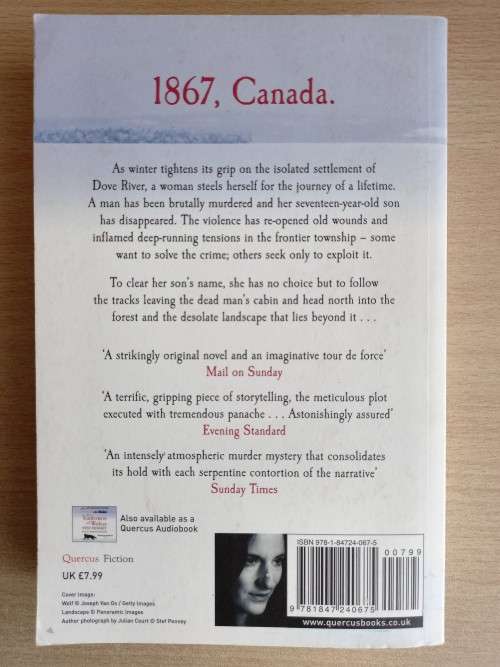 1867, Canada.
As winter tightens its grip on the isolated settlement of
Dove River, a woman steels herself for the journey of a lifetime.
A man has been brutally murdered and her seventeen-year-old son
has disappeared. The violence has re-opened old wounds and
inflamed deep-running tensions in the frontier township – some
want to solve the crime; others seek only to exploit it.
To clear her son's name, she has no choice but to follow
the tracks leaving the dead man's cabin and head north into the
forest and the desolate landscape that lies beyond it . . .
'A strikingly original novel and an imaginative tour de force'
Mail on Sunday
'A terrific, gripping piece of storytelling, the meticulous plot
executed with tremendous panache . . . Astonishingly assured'
Evening Standard
'An intensely atmospheric murder mystery that consolidates
its hold with each serpentine contortion of the narrative'
Sunday Times
Also available as a
Quercus Audiobook
Quercus Fiction
UK £7.99
Cover image:
Wolf © Joseph Van Os / Getty Images
Landscape © Panoramic Images
Author photograph by Julian Court © Stef Penney
ISBN 978-1-84724-067-5
00799
9 781847 240675
www.quercusbooks.co.uk